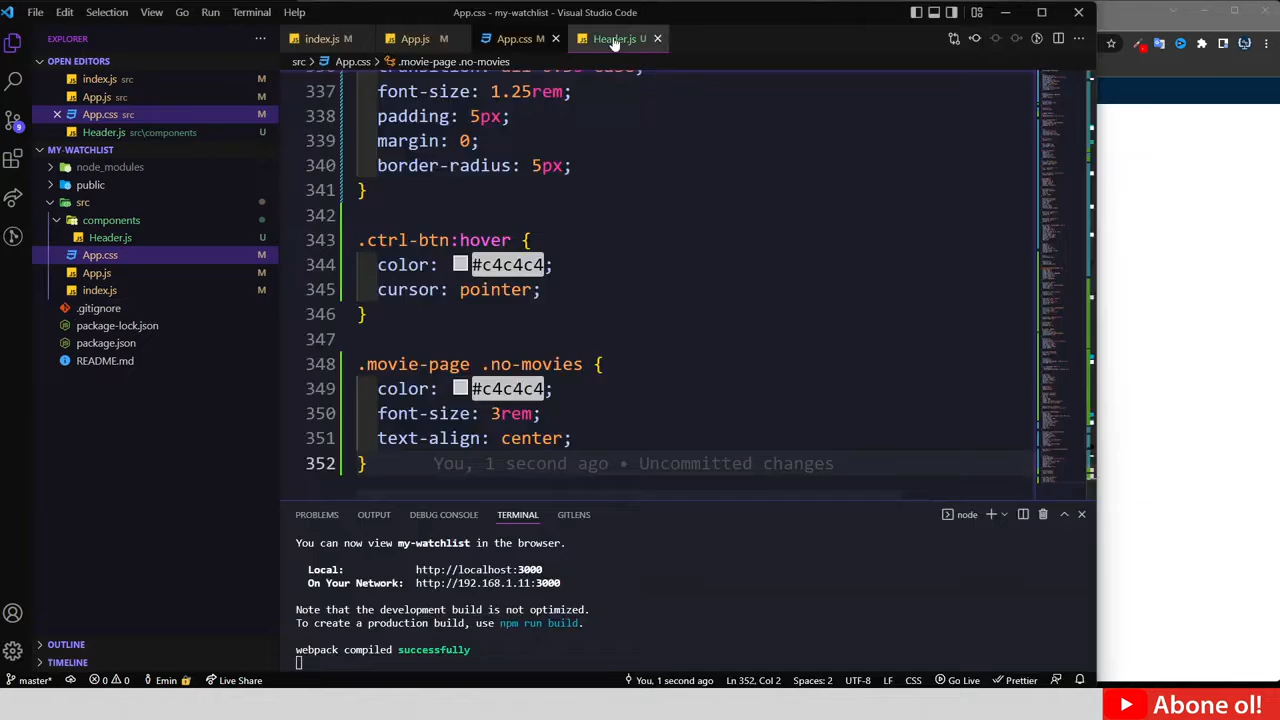 File Edit Selection View Go Run Terminal Help
App.css - my-watchlist - Visual Studio Code
EXPLORER
OPEN EDITORS
index.js src M
App.js src M
App.css src M
Header.js src\components U
MY-WATCHLIST
node_modules
public
src
components
Header.js U
App.css M
App.js M
index.js M
.gitignore
package-lock.json
package.json
README.md
OUTLINE
TIMELINE
index.js M App.js M App.css M Header.js U
src > App.css > .movie-page .no-movies
337 font-size: 1.25rem;
338 padding: 5px;
339 margin: 0;
340 border-radius: 5px;
341 }
342
343 .ctrl-btn:hover {
344 color: #c4c4c4;
345 cursor: pointer;
346 }
347
348 .movie-page .no-movies {
349 color: #c4c4c4;
350 font-size: 3rem;
351 text-align: center;
352 } You, 1 second ago • Uncommitted changes
PROBLEMS OUTPUT DEBUG CONSOLE TERMINAL GITLENS
node
You can now view my-watchlist in the browser.
Local: http://localhost:3000
On Your Network: http://192.168.1.11:3000
Note that the development build is not optimized.
To create a production build, use npm run build.
webpack compiled successfully
master* 0 0 Emin Live Share You, 1 second ago Ln 352, Col 2 Spaces: 2 UTF-8 LF CSS Go Live Prettier
9
Abone ol!